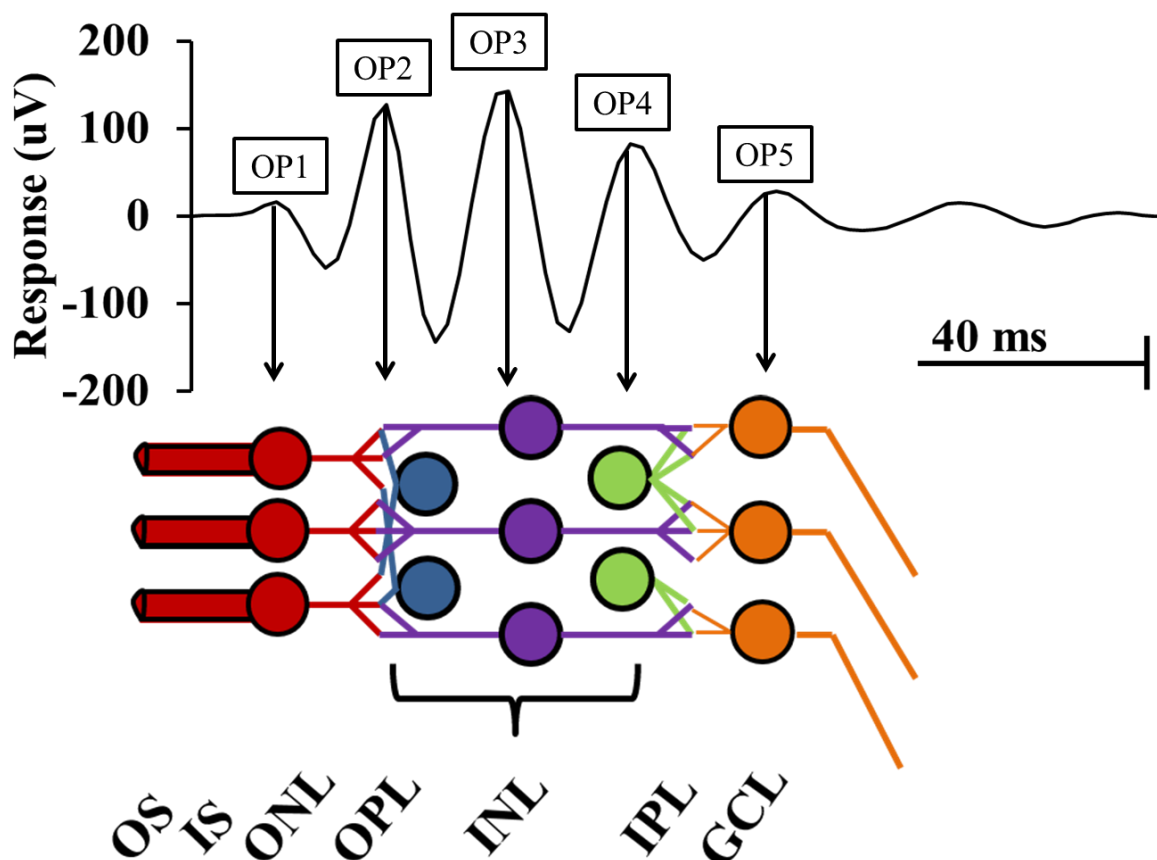 Response (uV)
200
100
0
-100
-200
OP1
OP2
OP3
OP4
OP5
40 ms
OS
IS
ONL
OPL
INL
IPL
GCL